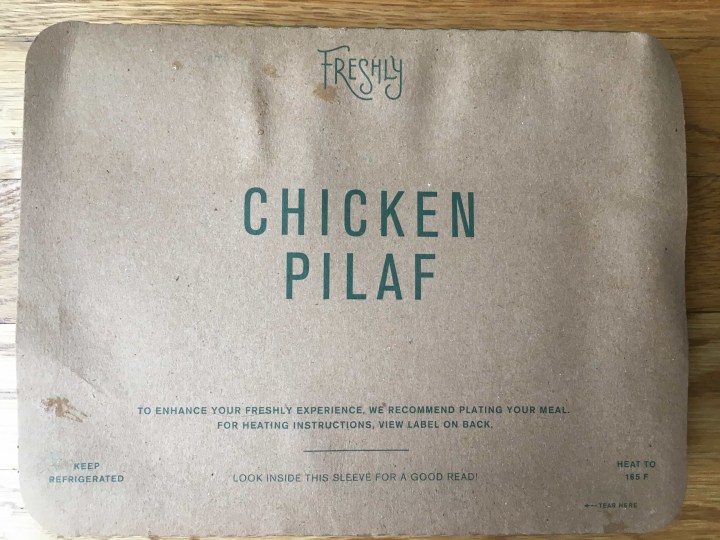 FRESHLY
CHICKEN
PILAF
TO ENHANCE YOUR FRESHLY EXPERIENCE, WE RECOMMEND PLATING YOUR MEAL.
FOR HEATING INSTRUCTIONS, VIEW LABEL ON BACK.
KEEP
REFRIGERATED
LOOK INSIDE THIS SLEEVE FOR A GOOD READ!
HEAT TO
165 F
←TEAR HERE